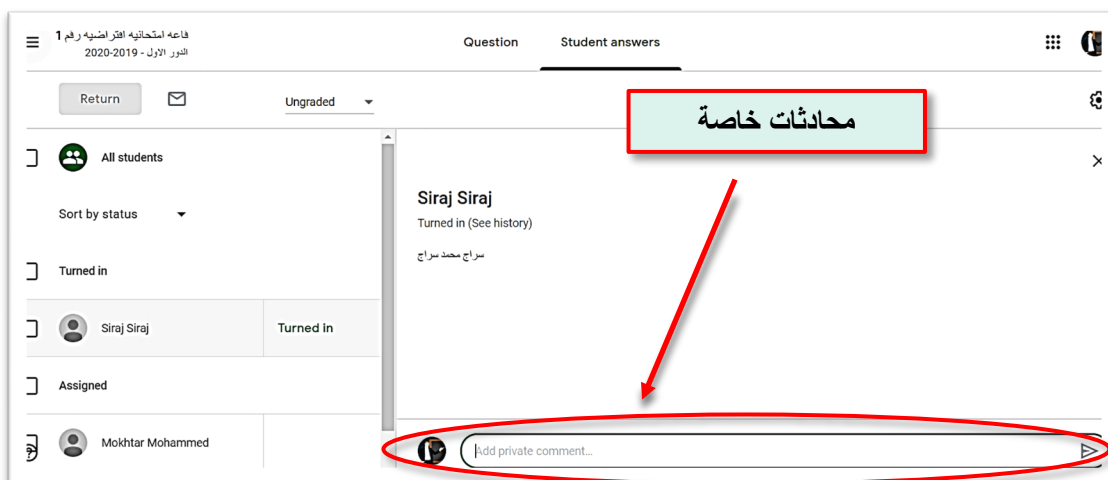 فاعه امتحانيه افتراضيه رقم 1
الدور الاول - 2019-2020
Question
Student answers
Return
Ungraded
محادثات خاصة
All students
Sort by status
Siraj Siraj
Turned in (See history)
سراج محمد سراج
Turned in
Siraj Siraj
Turned in
Assigned
Mokhtar Mohammed
Add private comment...